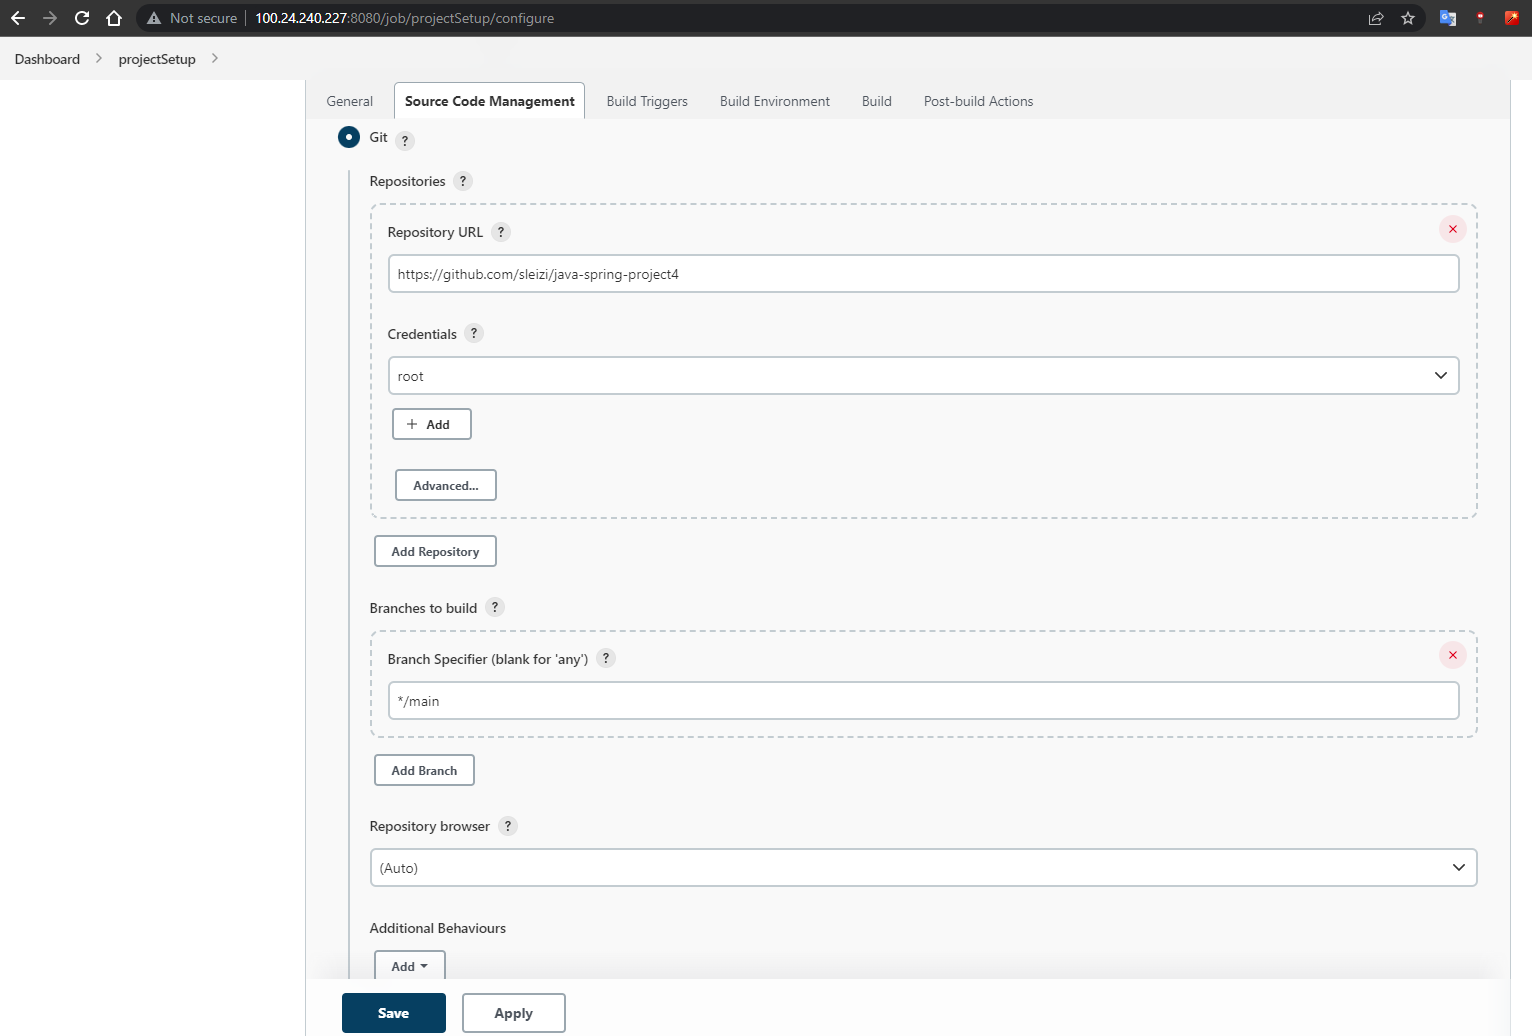 Not secure 100.24.240.227:8080/job/projectSetup/configure
Dashboard projectSetup
General Source Code Management Build Triggers Build Environment Build Post-build Actions
Git ?
Repositories ?
Repository URL ?
https://github.com/sleizi/java-spring-project4
Credentials ?
root
+ Add
Advanced...
Add Repository
Branches to build ?
Branch Specifier (blank for 'any') ?
*/main
Add Branch
Repository browser ?
(Auto)
Additional Behaviours
Add
Save Apply